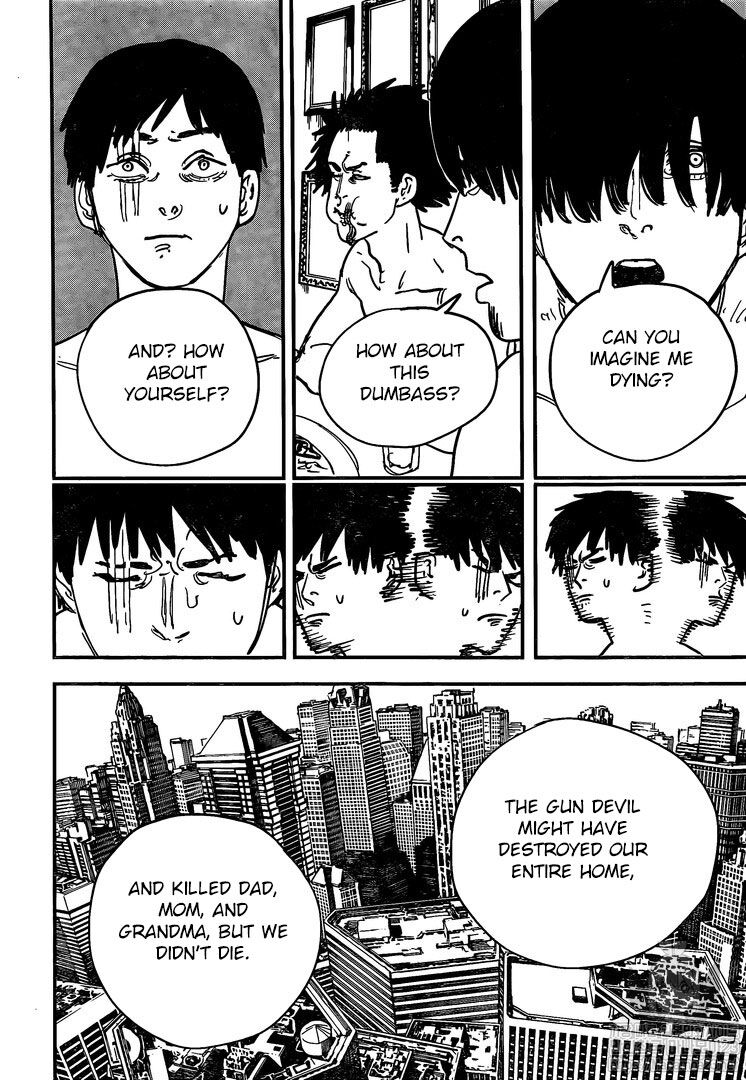 CAN YOU
IMAGINE ME
DYING?
HOW ABOUT
THIS
DUMBASS?
AND? HOW
ABOUT
YOURSELF?
THE GUN DEVIL
MIGHT HAVE
DESTROYED OUR
ENTIRE HOME,
AND KILLED DAD,
MOM, AND
GRANDMA, BUT WE
DIDN'T DIE.